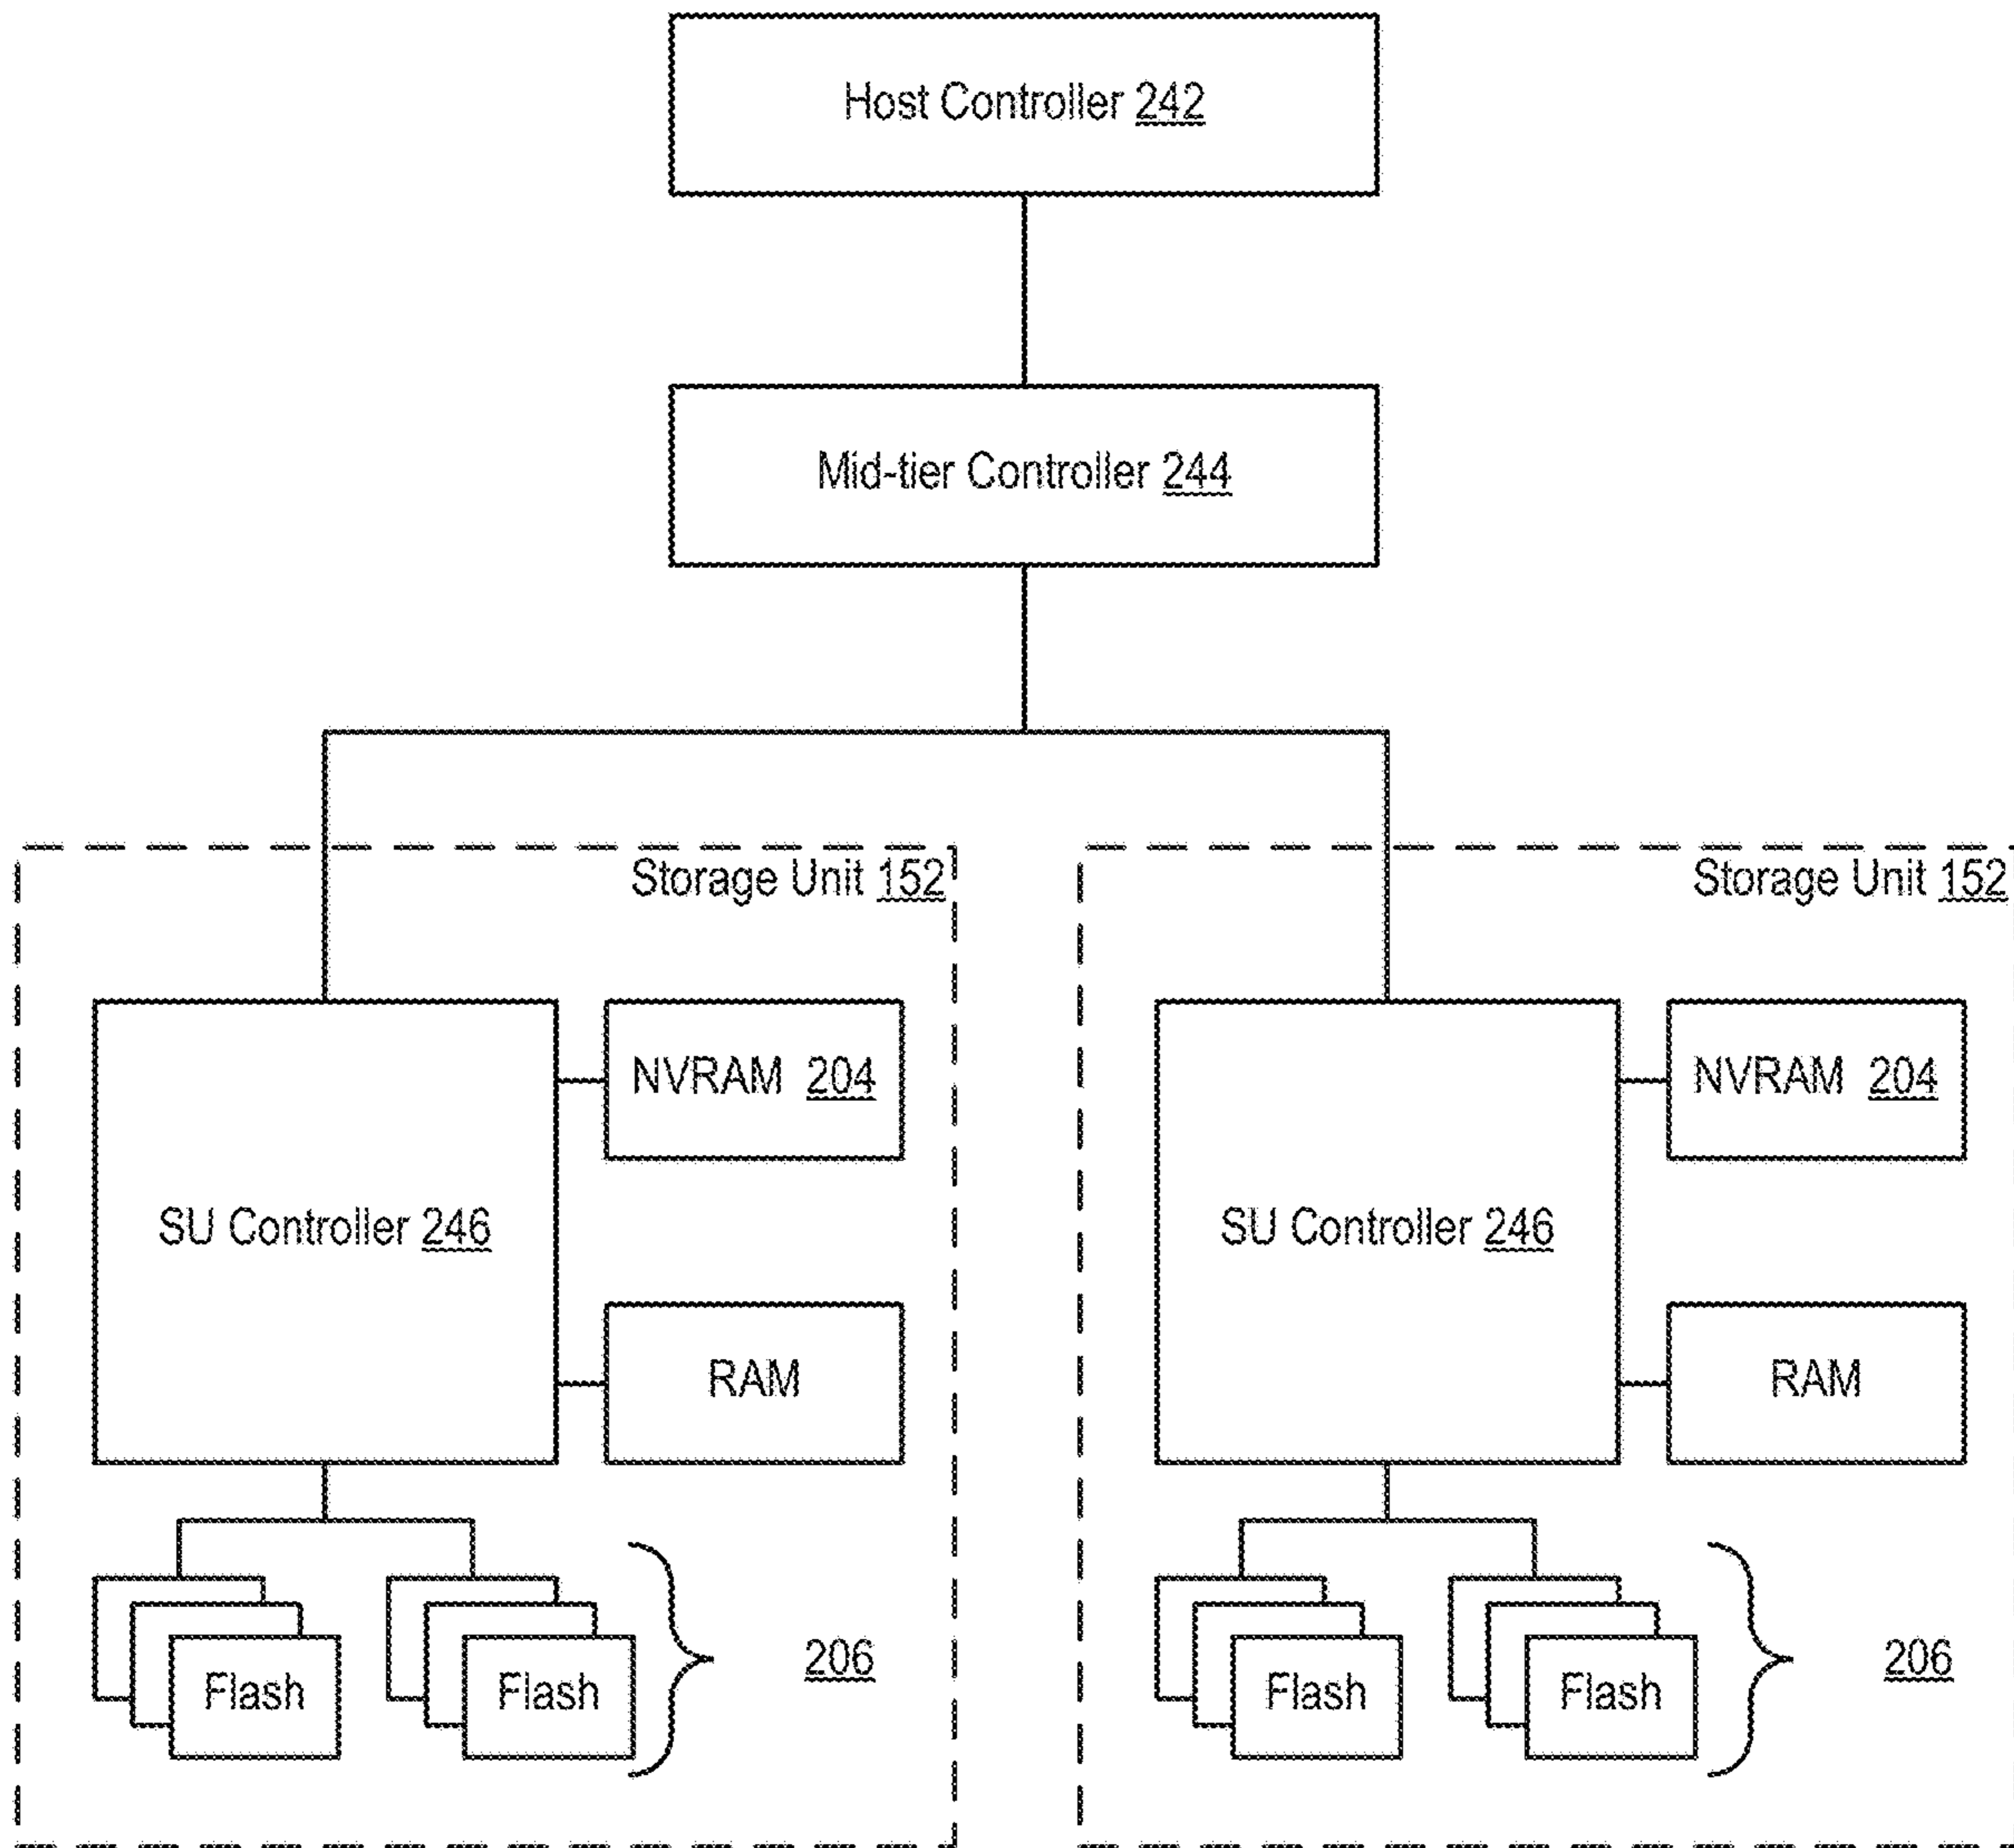 Host Controller 242
Mid-tier Controller 244
Storage Unit 152
Storage Unit 152
NVRAM 204
NVRAM 204
SU Controller 246
SU Controller 246
RAM
RAM
Flash
Flash
206
Flash
Flash
206